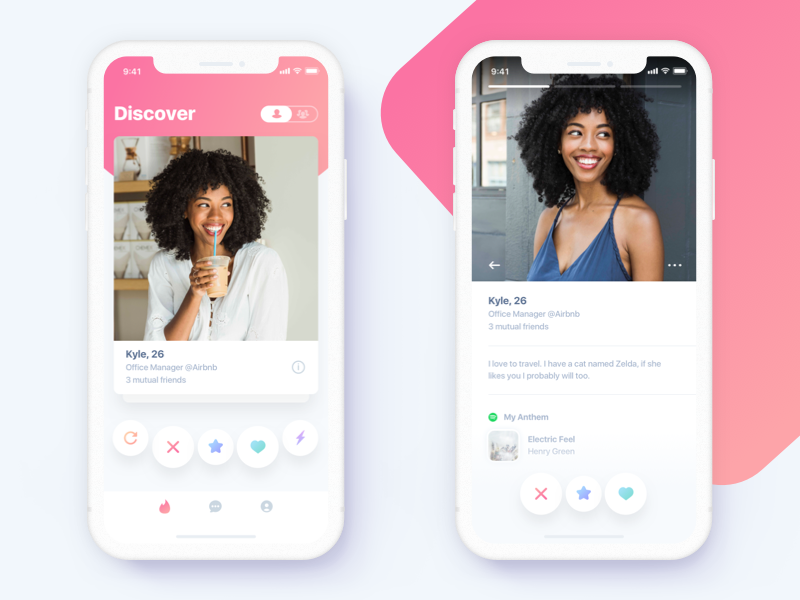 9:41
Discover
Kyle, 26
Office Manager @Airbnb
3 mutual friends
9:41
Kyle, 26
Office Manager @Airbnb
3 mutual friends
I love to travel. I have a cat named Zelda, if she
likes you I probably will too.
My Anthem
Electric Feel
Henry Green